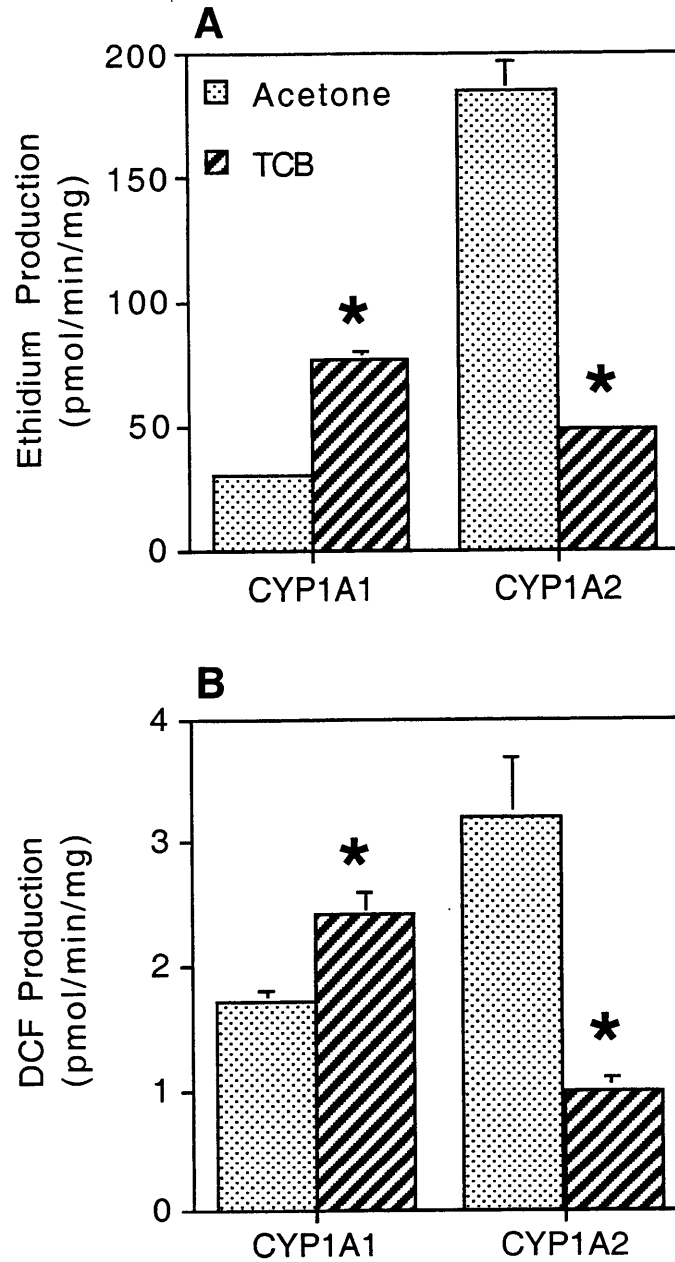 A
200
150
100
50
0
Ethidium Production
(pmol/min/mg)
Acetone
TCB
*
*
CYP1A1 CYP1A2
B
4
3
2
1
0
DCF Production
(pmol/min/mg)
*
*
CYP1A1 CYP1A2